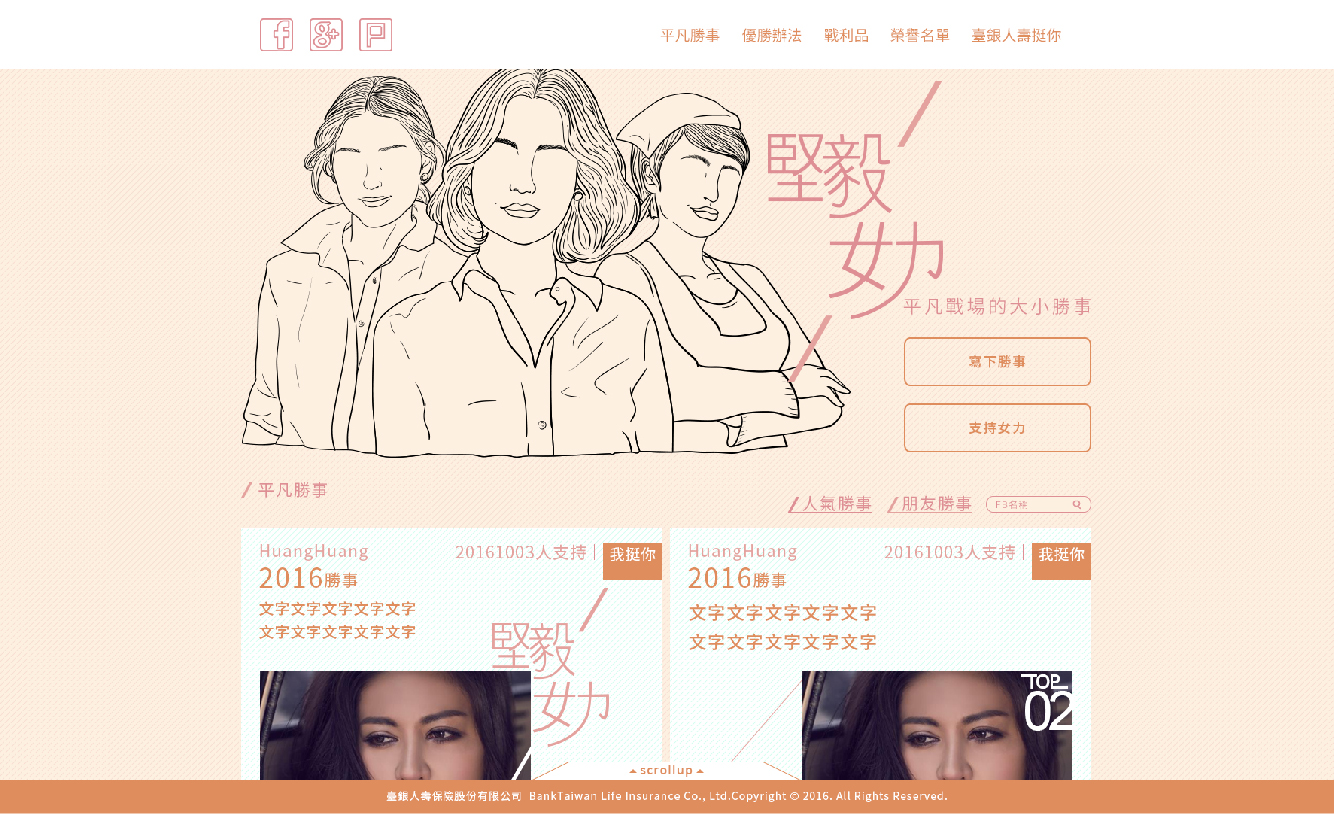 平凡勝事 優勝辦法 戰利品 榮譽名單 臺銀人壽挺你
堅毅
女力
平凡戰場的大小勝事
寫下勝事
支持女力
平凡勝事
人氣勝事 朋友勝事
HuangHuang 20161003人支持 我挺你
2016勝事
文字文字文字文字文字
文字文字文字文字文字
堅毅
女力
HuangHuang 20161003人支持 我挺你
2016勝事
文字文字文字文字文字
文字文字文字文字文字
TOP
02
scrollup
臺銀人壽保險股份有限公司 BankTaiwan Life Insurance Co., Ltd.Copyright © 2016. All Rights Reserved.